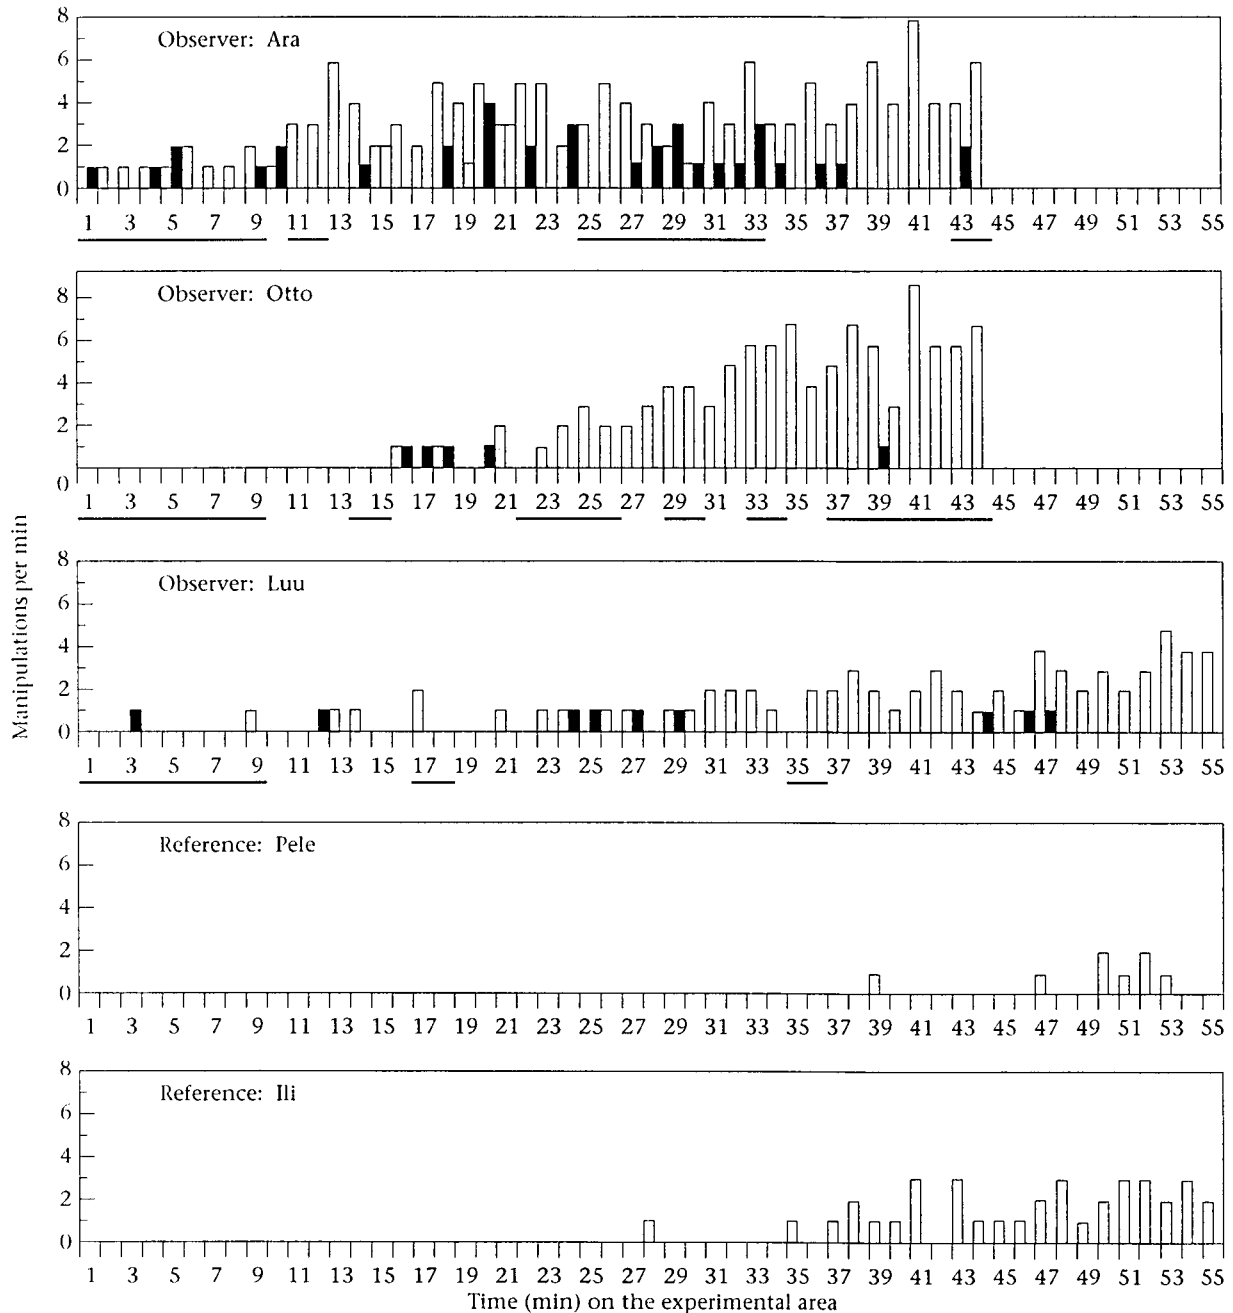 8
Observer: Ara
6
4
2
0
1 3 5 7 9 11 13 15 17 19 21 23 25 27 29 31 33 35 37 39 41 43 45 47 49 51 53 55
8
Observer: Otto
6
4
2
0
1 3 5 7 9 11 13 15 17 19 21 23 25 27 29 31 33 35 37 39 41 43 45 47 49 51 53 55
Manipulations per min
8
Observer: Luu
6
4
2
0
1 3 5 7 9 11 13 15 17 19 21 23 25 27 29 31 33 35 37 39 41 43 45 47 49 51 53 55
8
Reference: Pele
6
4
2
0
1 3 5 7 9 11 13 15 17 19 21 23 25 27 29 31 33 35 37 39 41 43 45 47 49 51 53 55
8
Reference: Ili
6
4
2
0
1 3 5 7 9 11 13 15 17 19 21 23 25 27 29 31 33 35 37 39 41 43 45 47 49 51 53 55
Time (min) on the experimental area